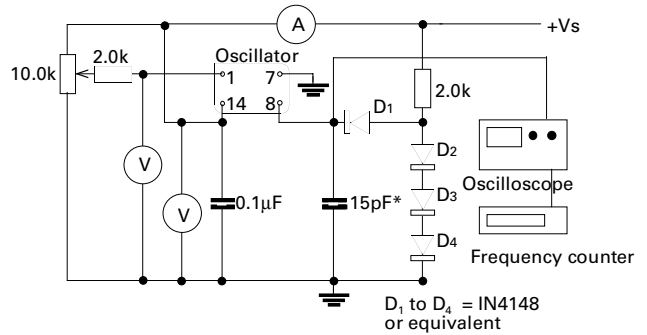 A
+Vs
Oscillator
2.0k
10.0k
1
7
14
8
D1
2.0k
D2
V
Oscilloscope
D3
V
0.1µF
15pF*
D4
Frequency counter
D1 to D4 = IN4148
or equivalent